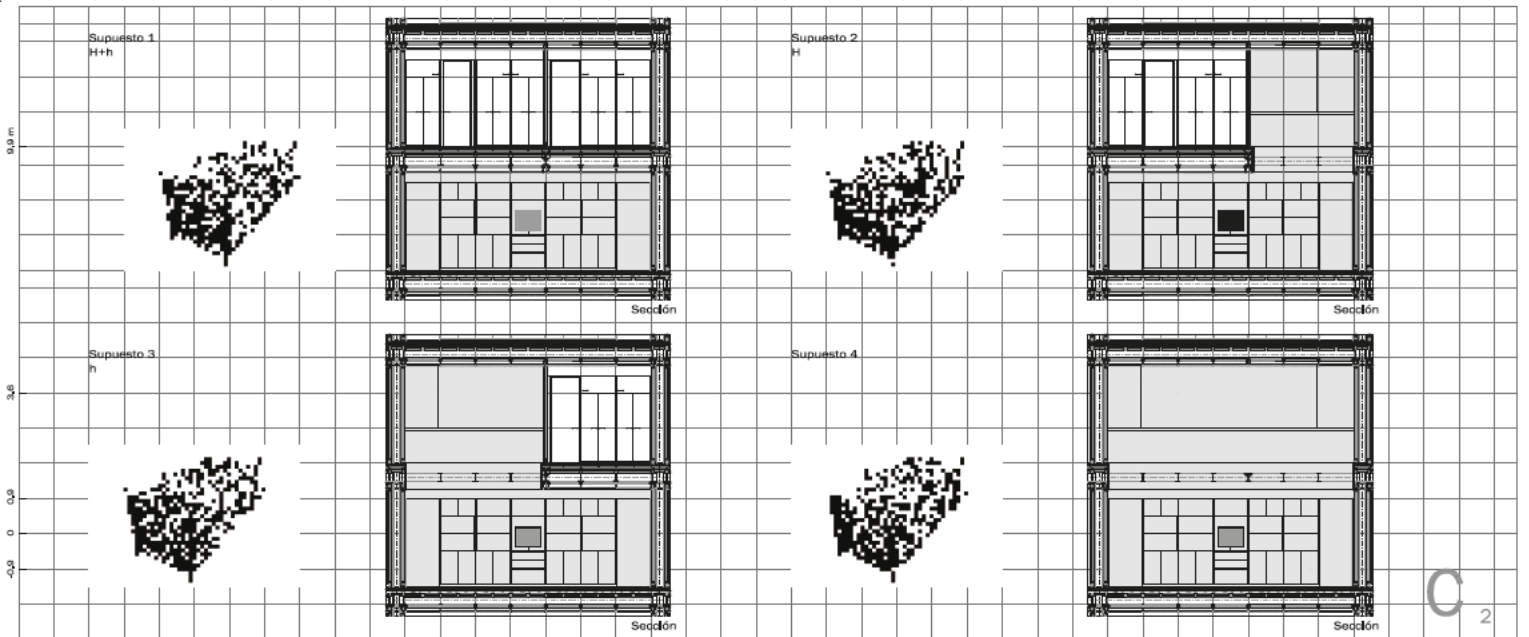 Supuesto 1
H+h
Supuesto 2
H
9,9 m
Sección
Sección
Supuesto 3
h
Supuesto 4
3,6
0,9
0
-0,9
Sección
Sección
C 2